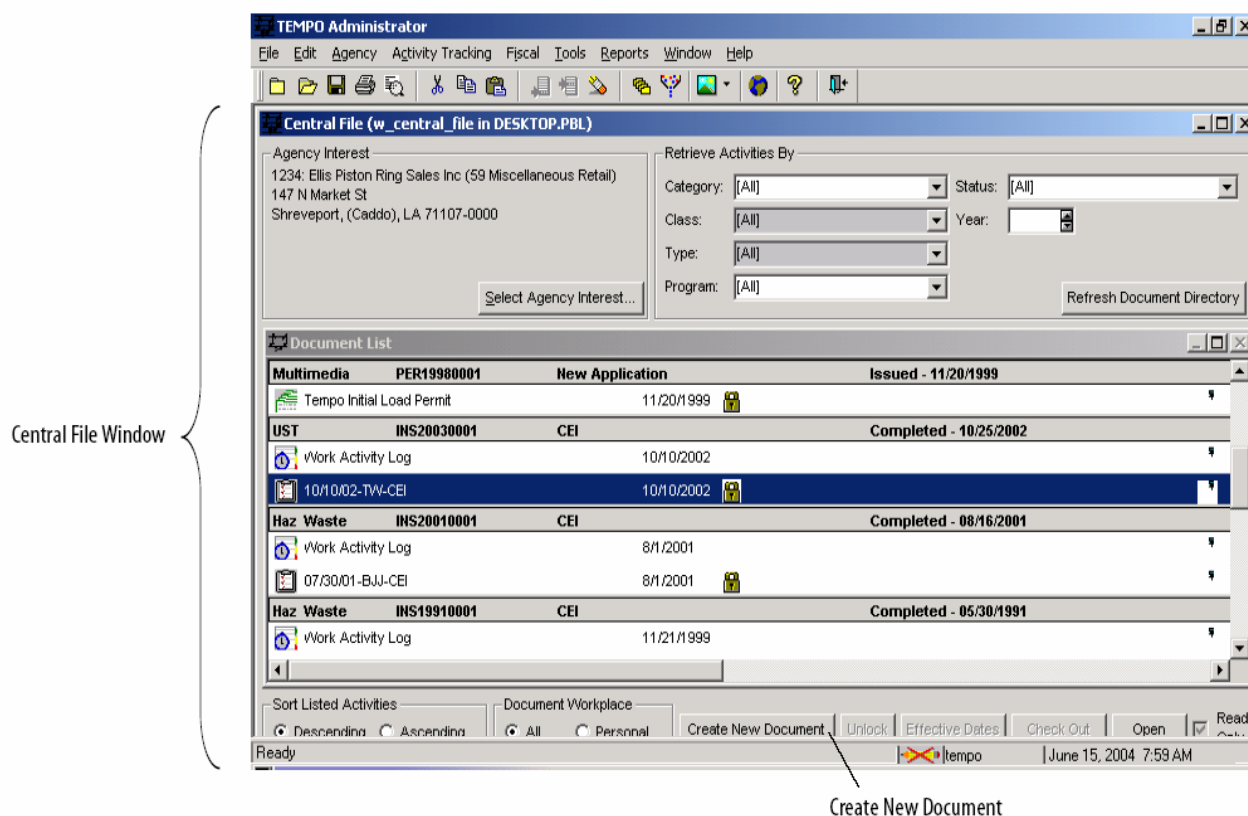 TEMPO Administrator
File Edit Agency Activity Tracking Fiscal Tools Reports Window Help
Central File (w_central_file in DESKTOP.PBL)
Agency Interest
1234: Ellis Piston Ring Sales Inc (59 Miscellaneous Retail)
147 N Market St
Shreveport, (Caddo), LA 71107-0000
Select Agency Interest...
Retrieve Activities By
Category: [All] Status: [All]
Class: [All] Year:
Type: [All]
Program: [All]
Refresh Document Directory
Central File Window
Document List
Multimedia PER19980001 New Application Issued - 11/20/1999
Tempo Initial Load Permit 11/20/1999
UST INS20030001 CEI Completed - 10/25/2002
Work Activity Log 10/10/2002
10/10/02-TW-CEI 10/10/2002
Haz Waste INS20010001 CEI Completed - 08/16/2001
Work Activity Log 8/1/2001
07/30/01-BJJ-CEI 8/1/2001
Haz Waste INS19910001 CEI Completed - 05/30/1991
Work Activity Log 11/21/1999
Sort Listed Activities
Descending Ascending
Document Workplace
All Personal
Create New Document Unlock Effective Dates Check Out Open Read Only
Ready tempo June 15, 2004 7:59 AM
Create New Document